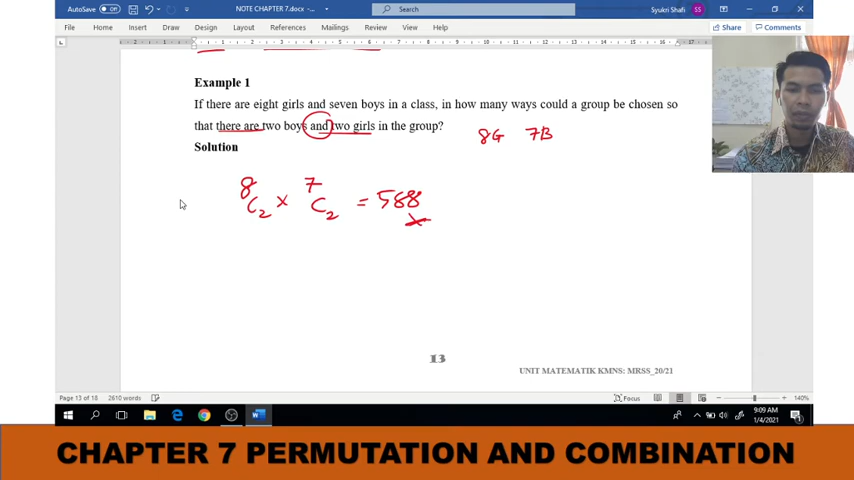 AutoSave Off NOTE CHAPTER 7.docx -... Search Syukri Shafi SS
File Home Insert Draw Design Layout References Mailings Review View Help Share Comments
Example 1
If there are eight girls and seven boys in a class, in how many ways could a group be chosen so
that there are two boys and two girls in the group?
8G 7B
Solution
8C2 x 7C2 = 588
13
UNIT MATEMATIK KMNS: MRSS_20/21
Page 13 of 18 2610 words Focus 140%
9:09 AM
1/4/2021
CHAPTER 7 PERMUTATION AND COMBINATION